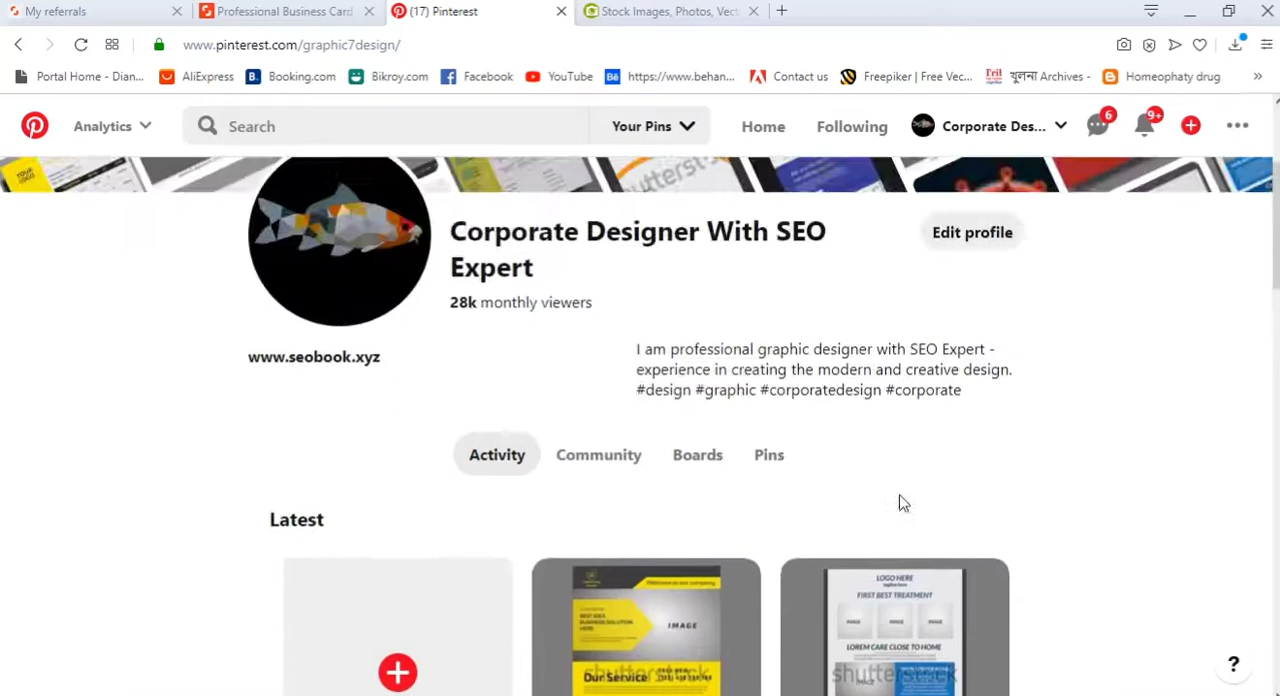 My referrals
Professional Business Card
(17) Pinterest
Stock Images, Photos, Vect
www.pinterest.com/graphic7design/
Portal Home - Dian...
AliExpress
Booking.com
Bikroy.com
Facebook
YouTube
https://www.behan...
Contact us
Freepiker | Free Vec...
খুলনা Archives -
Homeophaty drug
Analytics
Search
Your Pins
Home
Following
Corporate Des...
6
9+
Corporate Designer With SEO
Expert
Edit profile
28k monthly viewers
www.seobook.xyz
I am professional graphic designer with SEO Expert -
experience in creating the modern and creative design.
#design #graphic #corporatedesign #corporate
Activity
Community
Boards
Pins
Latest
IMAGE
Our Service
shutterstock
LOGO HERE
FIRST BEST TREATMENT
IMAGE
IMAGE
IMAGE
LOREM CARE CLOSE TO HOME
shutterstock
?